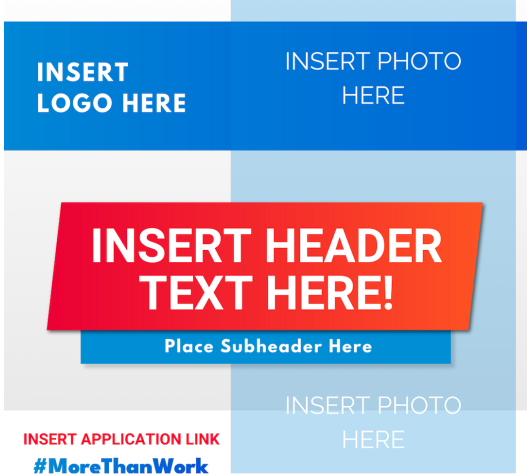 INSERT
LOGO HERE
INSERT PHOTO
HERE
INSERT HEADER
TEXT HERE!
Place Subheader Here
INSERT PHOTO
HERE
INSERT APPLICATION LINK
#MoreThanWork